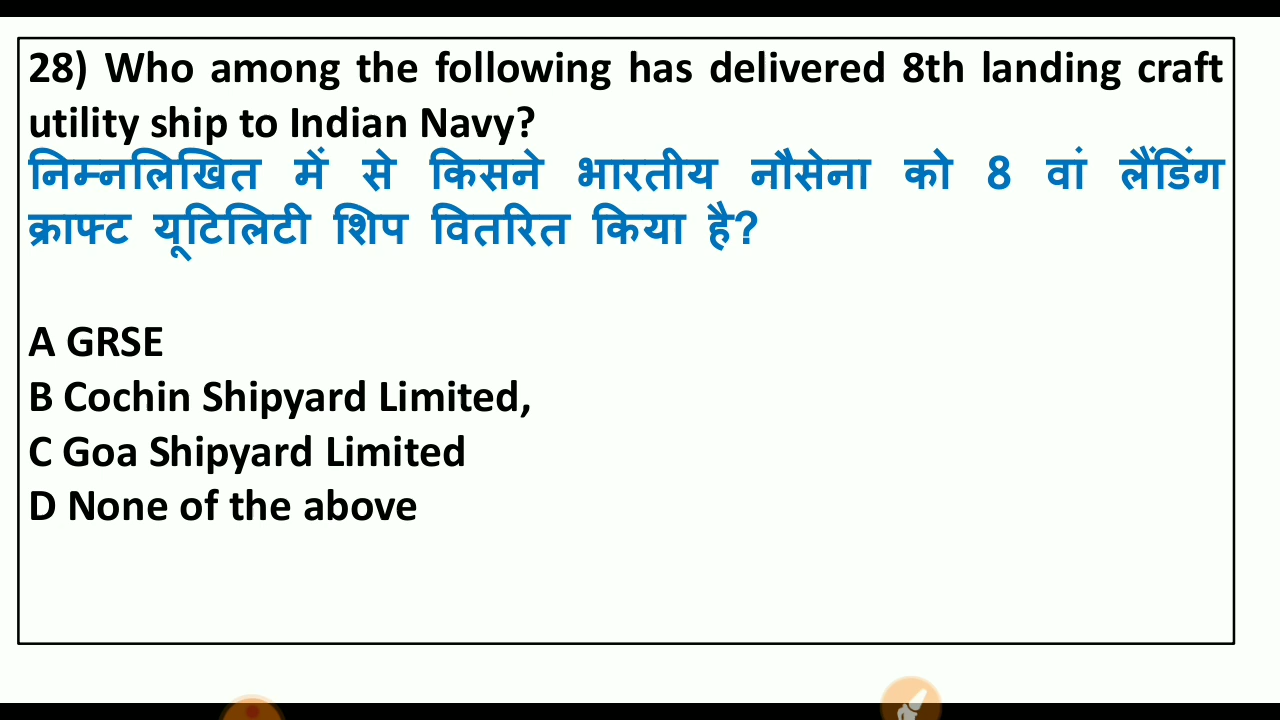 28) Who among the following has delivered 8th landing craft
utility ship to Indian Navy?
निम्नलिखित में से किसने भारतीय नौसेना को 8 वां लैंडिंग
क्राफ्ट यूटिलिटी शिप वितरित किया है?
A GRSE
B Cochin Shipyard Limited,
C Goa Shipyard Limited
D None of the above